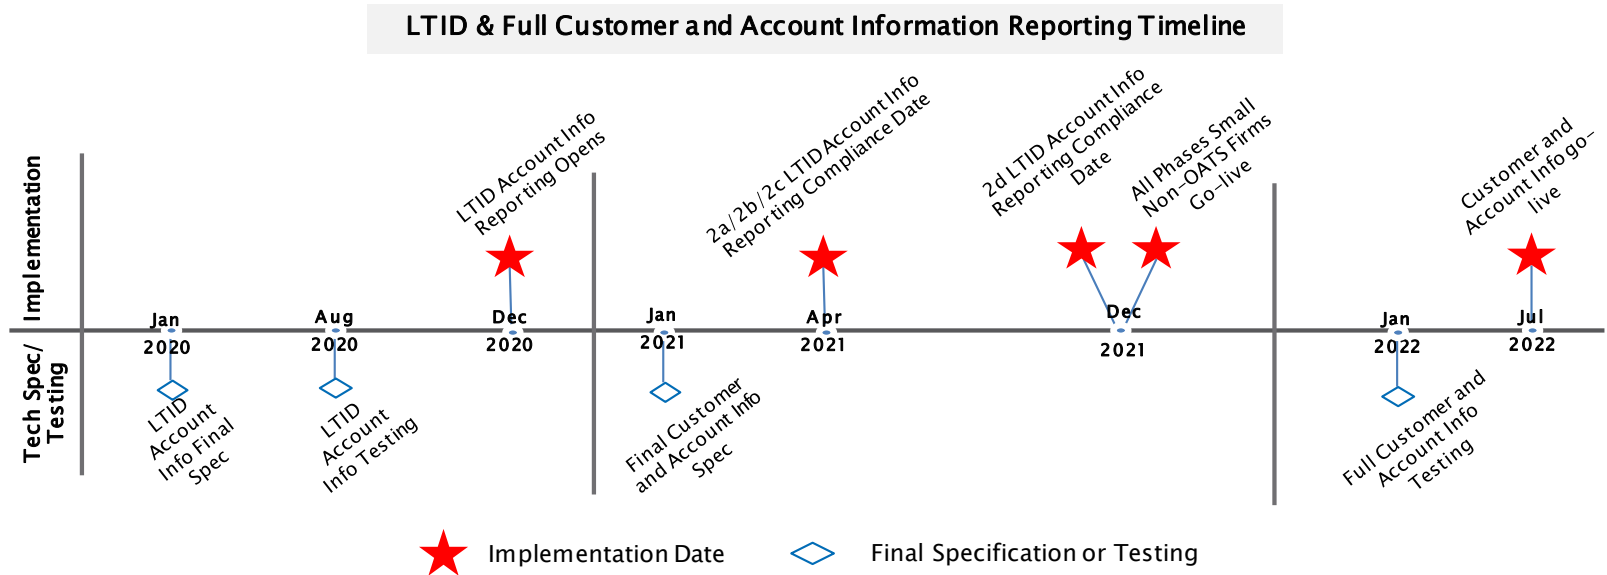 LTID & Full Customer and Account Information Reporting Timeline
Implementation
LTID Account Info
Reporting Opens
2a/2b/2c LTID Account Info
Reporting Compliance Date
2d LTID Account Info
Reporting Compliance
Date
All Phases Small
Non-OATS Firms
Go-live
Customer and
Account Info go-
live
Jan
2020
Aug
2020
Dec
2020
Jan
2021
Apr
2021
Dec
2021
Jan
2022
Jul
2022
Tech Spec/
Testing
LTID
Account
Info Final
Spec
LTID
Account
Info Testing
Final Customer
and Account Info
Spec
Full Customer and
Account Info
Testing
Implementation Date
Final Specification or Testing